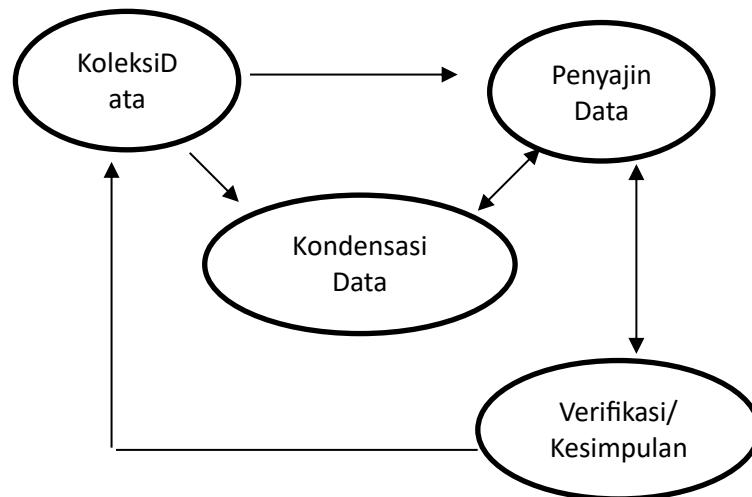 KoleksiD
ata
Penyajin
Data
Kondensasi
Data
Verifikasi/
Kesimpulan